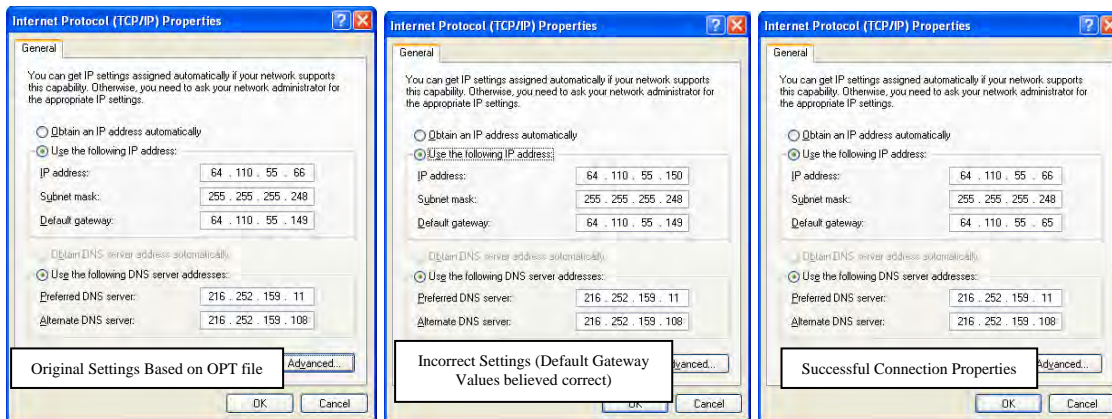 Internet Protocol (TCP/IP) Properties
General
You can get IP settings assigned automatically if your network supports
this capability. Otherwise, you need to ask your network administrator for
the appropriate IP settings.
Obtain an IP address automatically
Use the following IP address:
IP address: 64 . 110 . 55 . 66
Subnet mask: 255 . 255 . 255 . 248
Default gateway: 64 . 110 . 55 . 149
Obtain DNS server address automatically
Use the following DNS server addresses:
Preferred DNS server: 216 . 252 . 159 . 11
Alternate DNS server: 216 . 252 . 159 . 108
Advanced...
Original Settings Based on OPT file
OK Cancel
Internet Protocol (TCP/IP) Properties
General
You can get IP settings assigned automatically if your network supports
this capability. Otherwise, you need to ask your network administrator for
the appropriate IP settings.
Obtain an IP address automatically
Use the following IP address:
IP address: 64 . 110 . 55 . 150
Subnet mask: 255 . 255 . 255 . 248
Default gateway: 64 . 110 . 55 . 149
Obtain DNS server address automatically
Use the following DNS server addresses:
Preferred DNS server: 216 . 252 . 159 . 11
Alternate DNS server: 216 . 252 . 159 . 108
vanced...
Incorrect Settings (Default Gateway
Values believed correct)
OK Cancel
Internet Protocol (TCP/IP) Properties
General
You can get IP settings assigned automatically if your network supports
this capability. Otherwise, you need to ask your network administrator for
the appropriate IP settings.
Obtain an IP address automatically
Use the following IP address:
IP address: 64 . 110 . 55 . 66
Subnet mask: 255 . 255 . 255 . 248
Default gateway: 64 . 110 . 55 . 65
Obtain DNS server address automatically
Use the following DNS server addresses:
Preferred DNS server: 216 . 252 . 159 . 11
Alternate DNS server: 216 . 252 . 159 . 108
dvanced...
Successful Connection Properties
OK Cancel